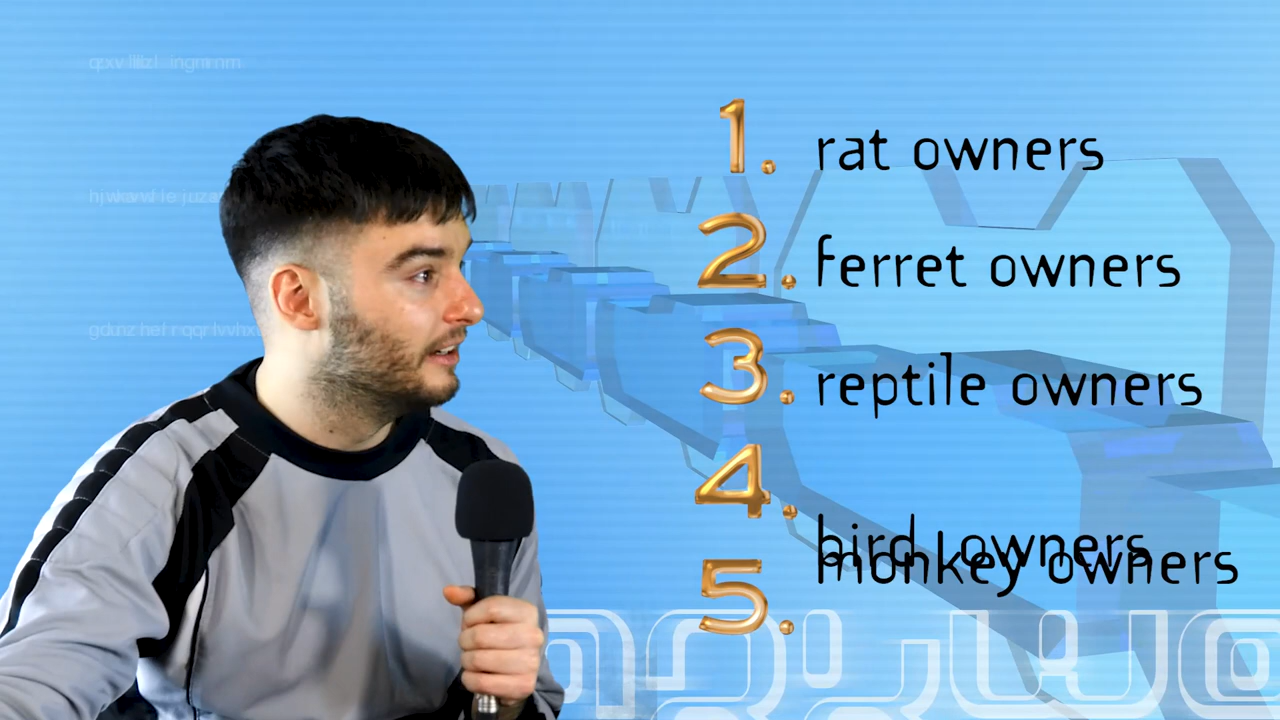 1. rat owners
2. ferret owners
3. reptile owners
4. bird owners
5. monkey owners